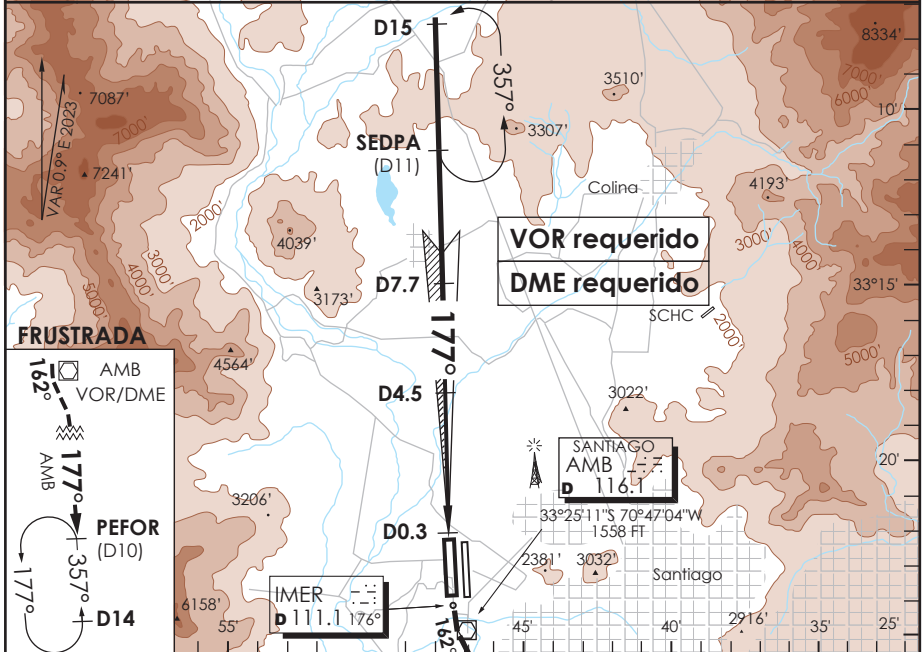 D15
8334'
7087'
3510'
7000'
6000'
10'
357°
3307'
7000'
VAR 0.9° E 2023
SEDPA
(D11)
7241'
Colina
4193'
2000'
4039'
VOR requerido
3000'
3000'
4000'
4000'
DME requerido
D7.7
33°15'
5000'
3173'
SCHC
2000'
177°
FRUSTRADA
4564'
5000'
162°
AMB
VOR/DME
D4.5
3022'
SANTIAGO
AMB
D 116.1
20'
AMB
177°
3206'
33°25'11"S 70°47'04"W
1558 FT
PEFOR
(D10)
D0.3
2381'
3032'
Santiago
177°
357°
IMER
D 111.1 176°
D14
6158'
2916'
55'
162°
45'
40'
35'
25'